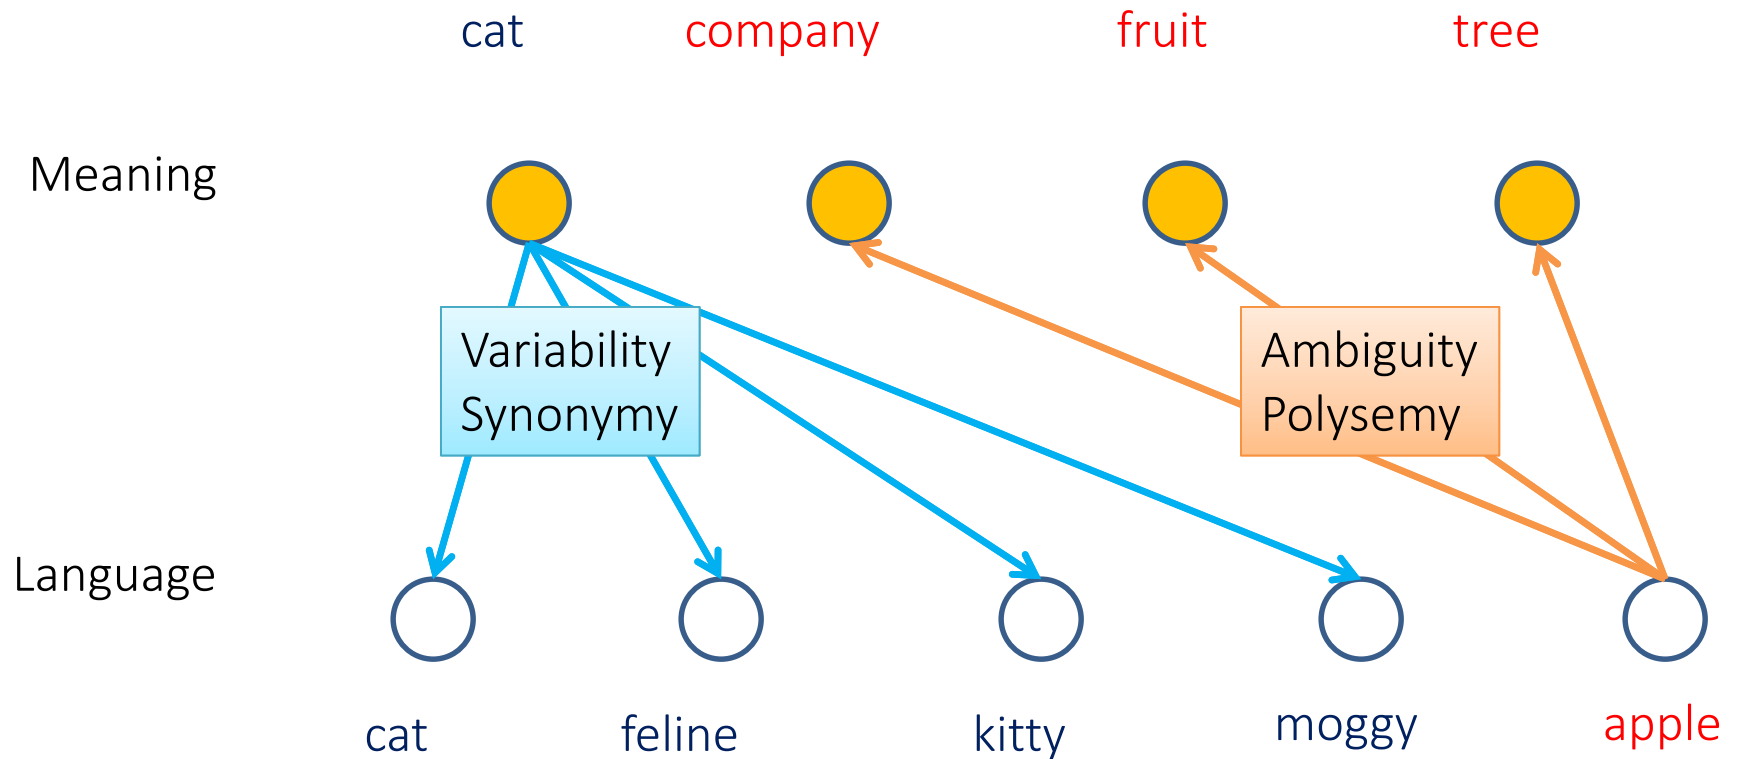 cat company fruit tree
Meaning
Variability
Synonymy
Ambiguity
Polysemy
Language
cat feline kitty moggy apple